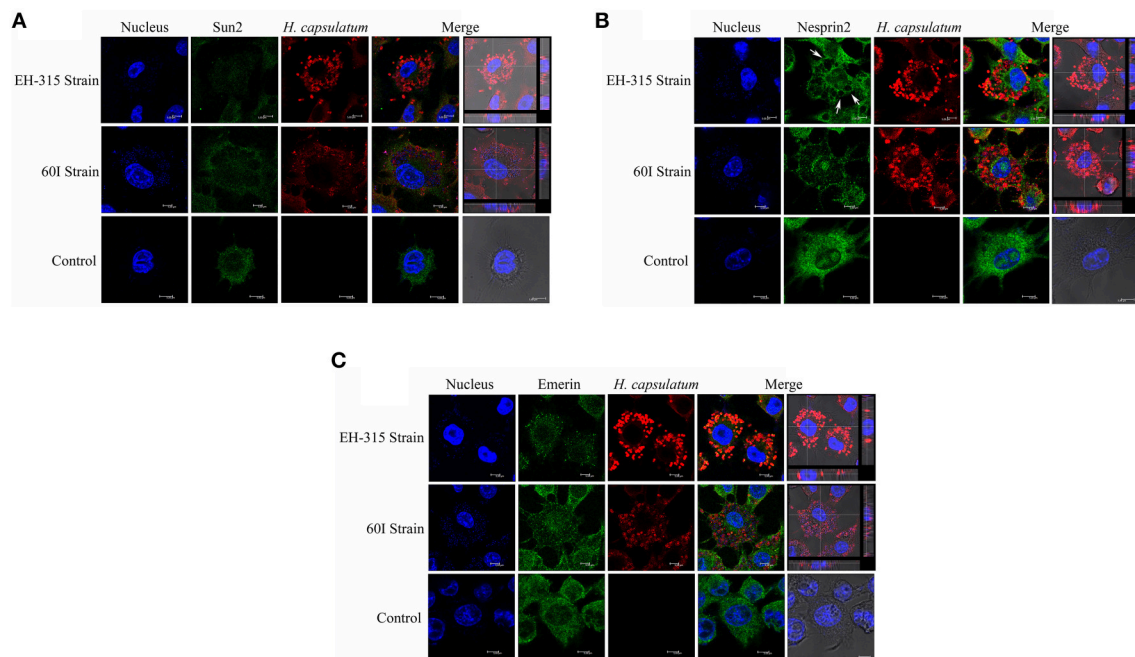 A
Nucleus Sun2 H. capsulatum Merge
EH-315 Strain
60I Strain
Control
B
Nucleus Nesprin2 H. capsulatum Merge
EH-315 Strain
60I Strain
Control
C
Nucleus Emerin H. capsulatum Merge
EH-315 Strain
60I Strain
Control